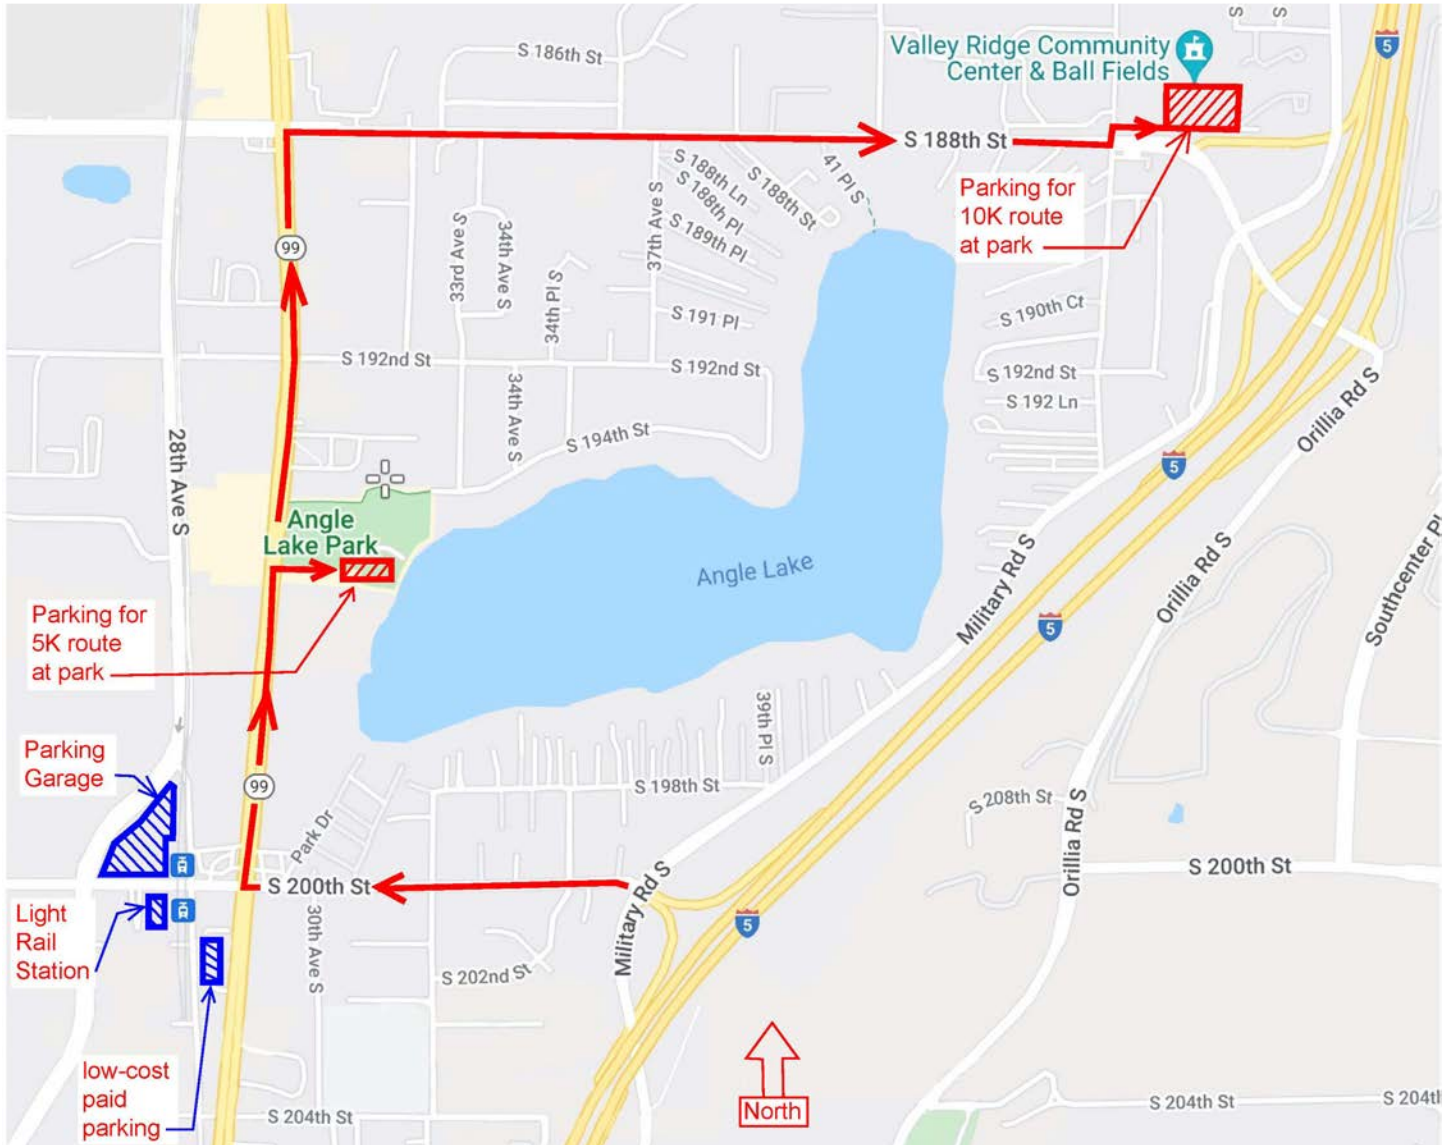 S 186th St
Valley Ridge Community
Center & Ball Fields
S
S
5
S 188th St
S 188th Ln
S 188th Pl
S 189th Pl
S 188th St
41 Pl S
37th Ave S
33rd Ave S
34th Ave S
34th Pl S
99
Parking for
10K route
at park
S 191 Pl
S 190th Ct
S 192nd St
S 192nd St
S 192nd St
S 192 Ln
34th Ave S
S 194th St
28th Ave S
5
Orillia Rd S
Angle
Lake Park
Angle Lake
Military Rd S
Orillia Rd S
Southcenter Pl
5
Parking for
5K route
at park
39th Pl S
Parking
Garage
99
S 198th St
S 208th St
Orillia Rd S
Park Dr
S 200th St
S 200th St
Light
Rail
Station
30th Ave S
Military Rd S
5
S 202nd St
low-cost
paid
parking
North
S 204th St
S 204th St
S 204tl